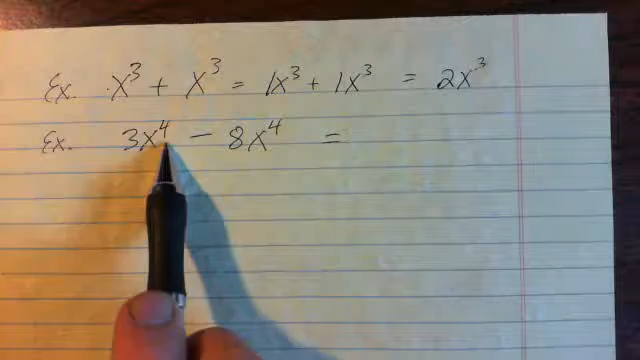 Ex. x³ + x³ = 1x³ + 1x³ = 2x³
Ex. 3x⁴ − 8x⁴ =